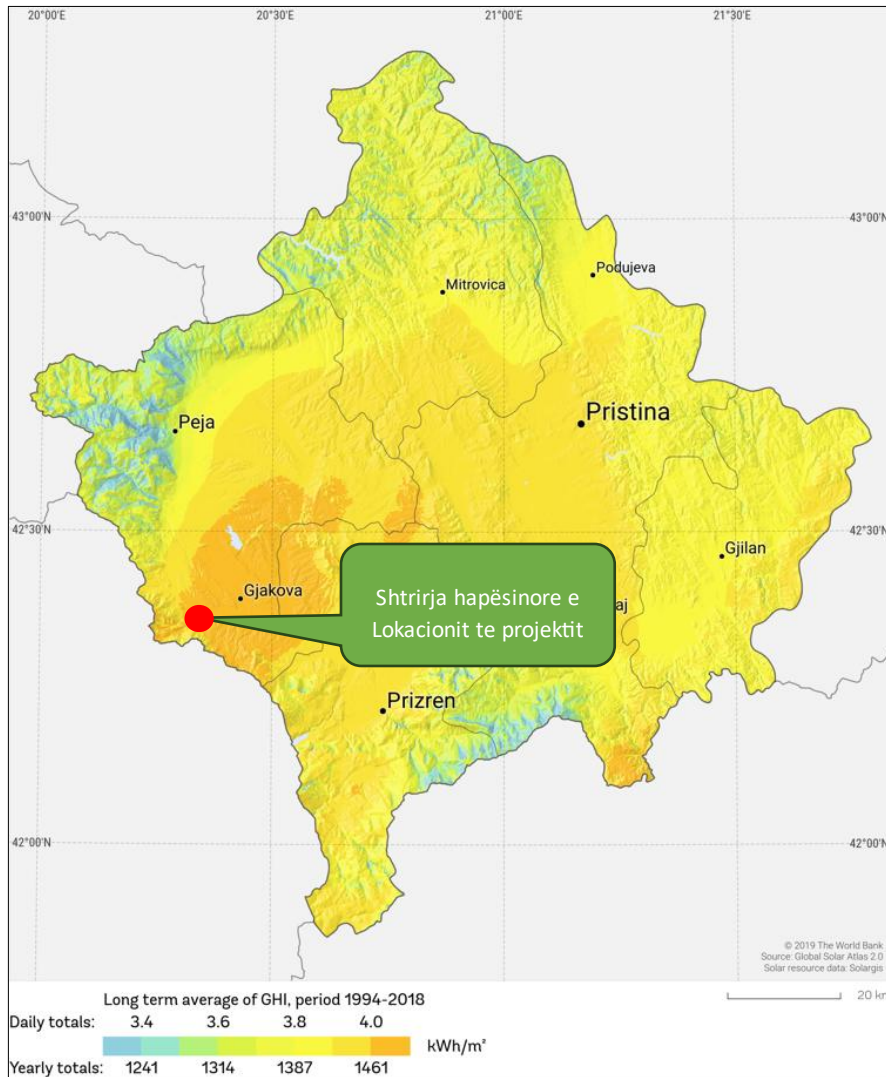 20°00'E 20°30'E 21°00'E 21°30'E
43°00'N 43°00'N
Podujeva
Mitrovica
Peja
Pristina
42°30'N 42°30'N
Gjilan
Gjakova
Shtrirja hapësinore e
Lokacionit te projektit
aj
Prizren
42°00'N 42°00'N
© 2019 The World Bank
Source: Global Solar Atlas 2.0
Solar resource data: Solargis
20 km
Long term average of GHI, period 1994-2018
Daily totals: 3.4 3.6 3.8 4.0
kWh/m²
Yearly totals: 1241 1314 1387 1461